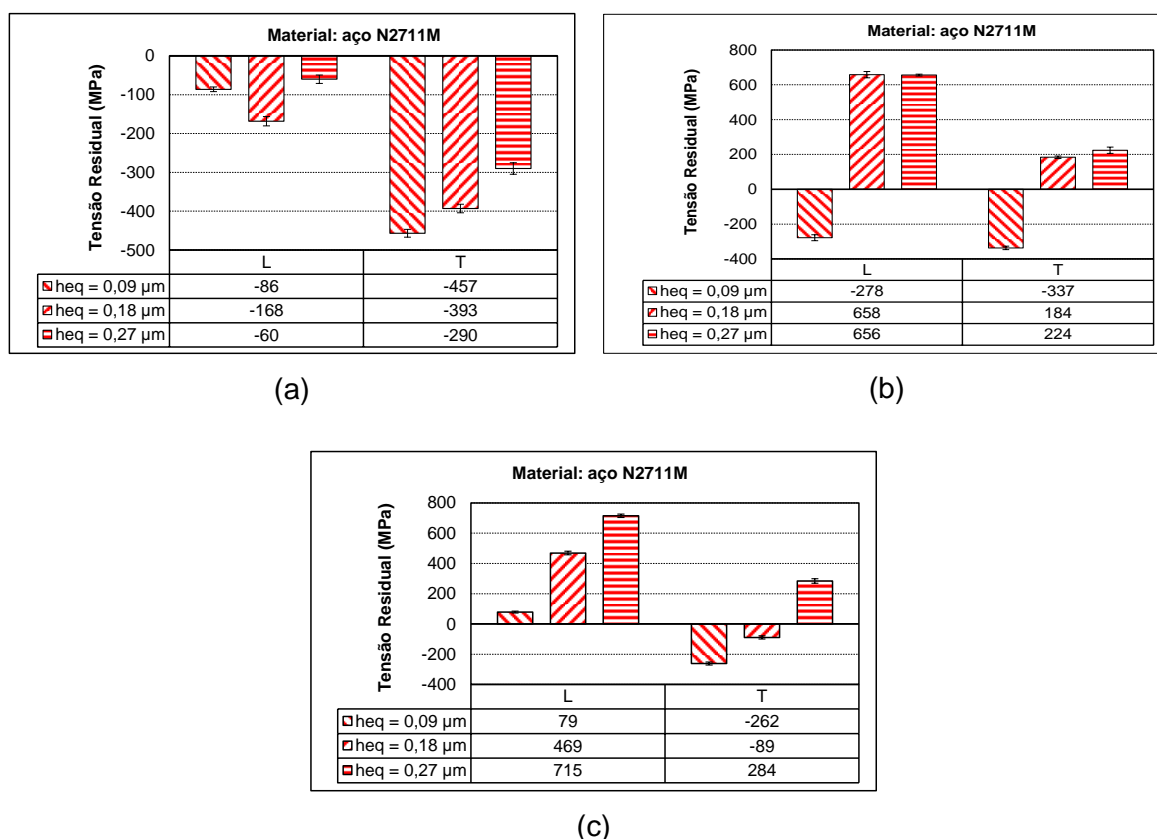 Material: aço N2711M
Tensão Residual (MPa)
0
-100
-200
-300
-400
-500
L T
heq = 0,09 µm -86 -457
heq = 0,18 µm -168 -393
heq = 0,27 µm -60 -290
(a)
Material: aço N2711M
Tensão Residual (MPa)
800
600
400
200
0
-200
-400
L T
heq = 0,09 µm -278 -337
heq = 0,18 µm 658 184
heq = 0,27 µm 656 224
(b)
Material: aço N2711M
Tensão Residual (MPa)
800
600
400
200
0
-200
-400
L T
heq = 0,09 µm 79 -262
heq = 0,18 µm 469 -89
heq = 0,27 µm 715 284
(c)